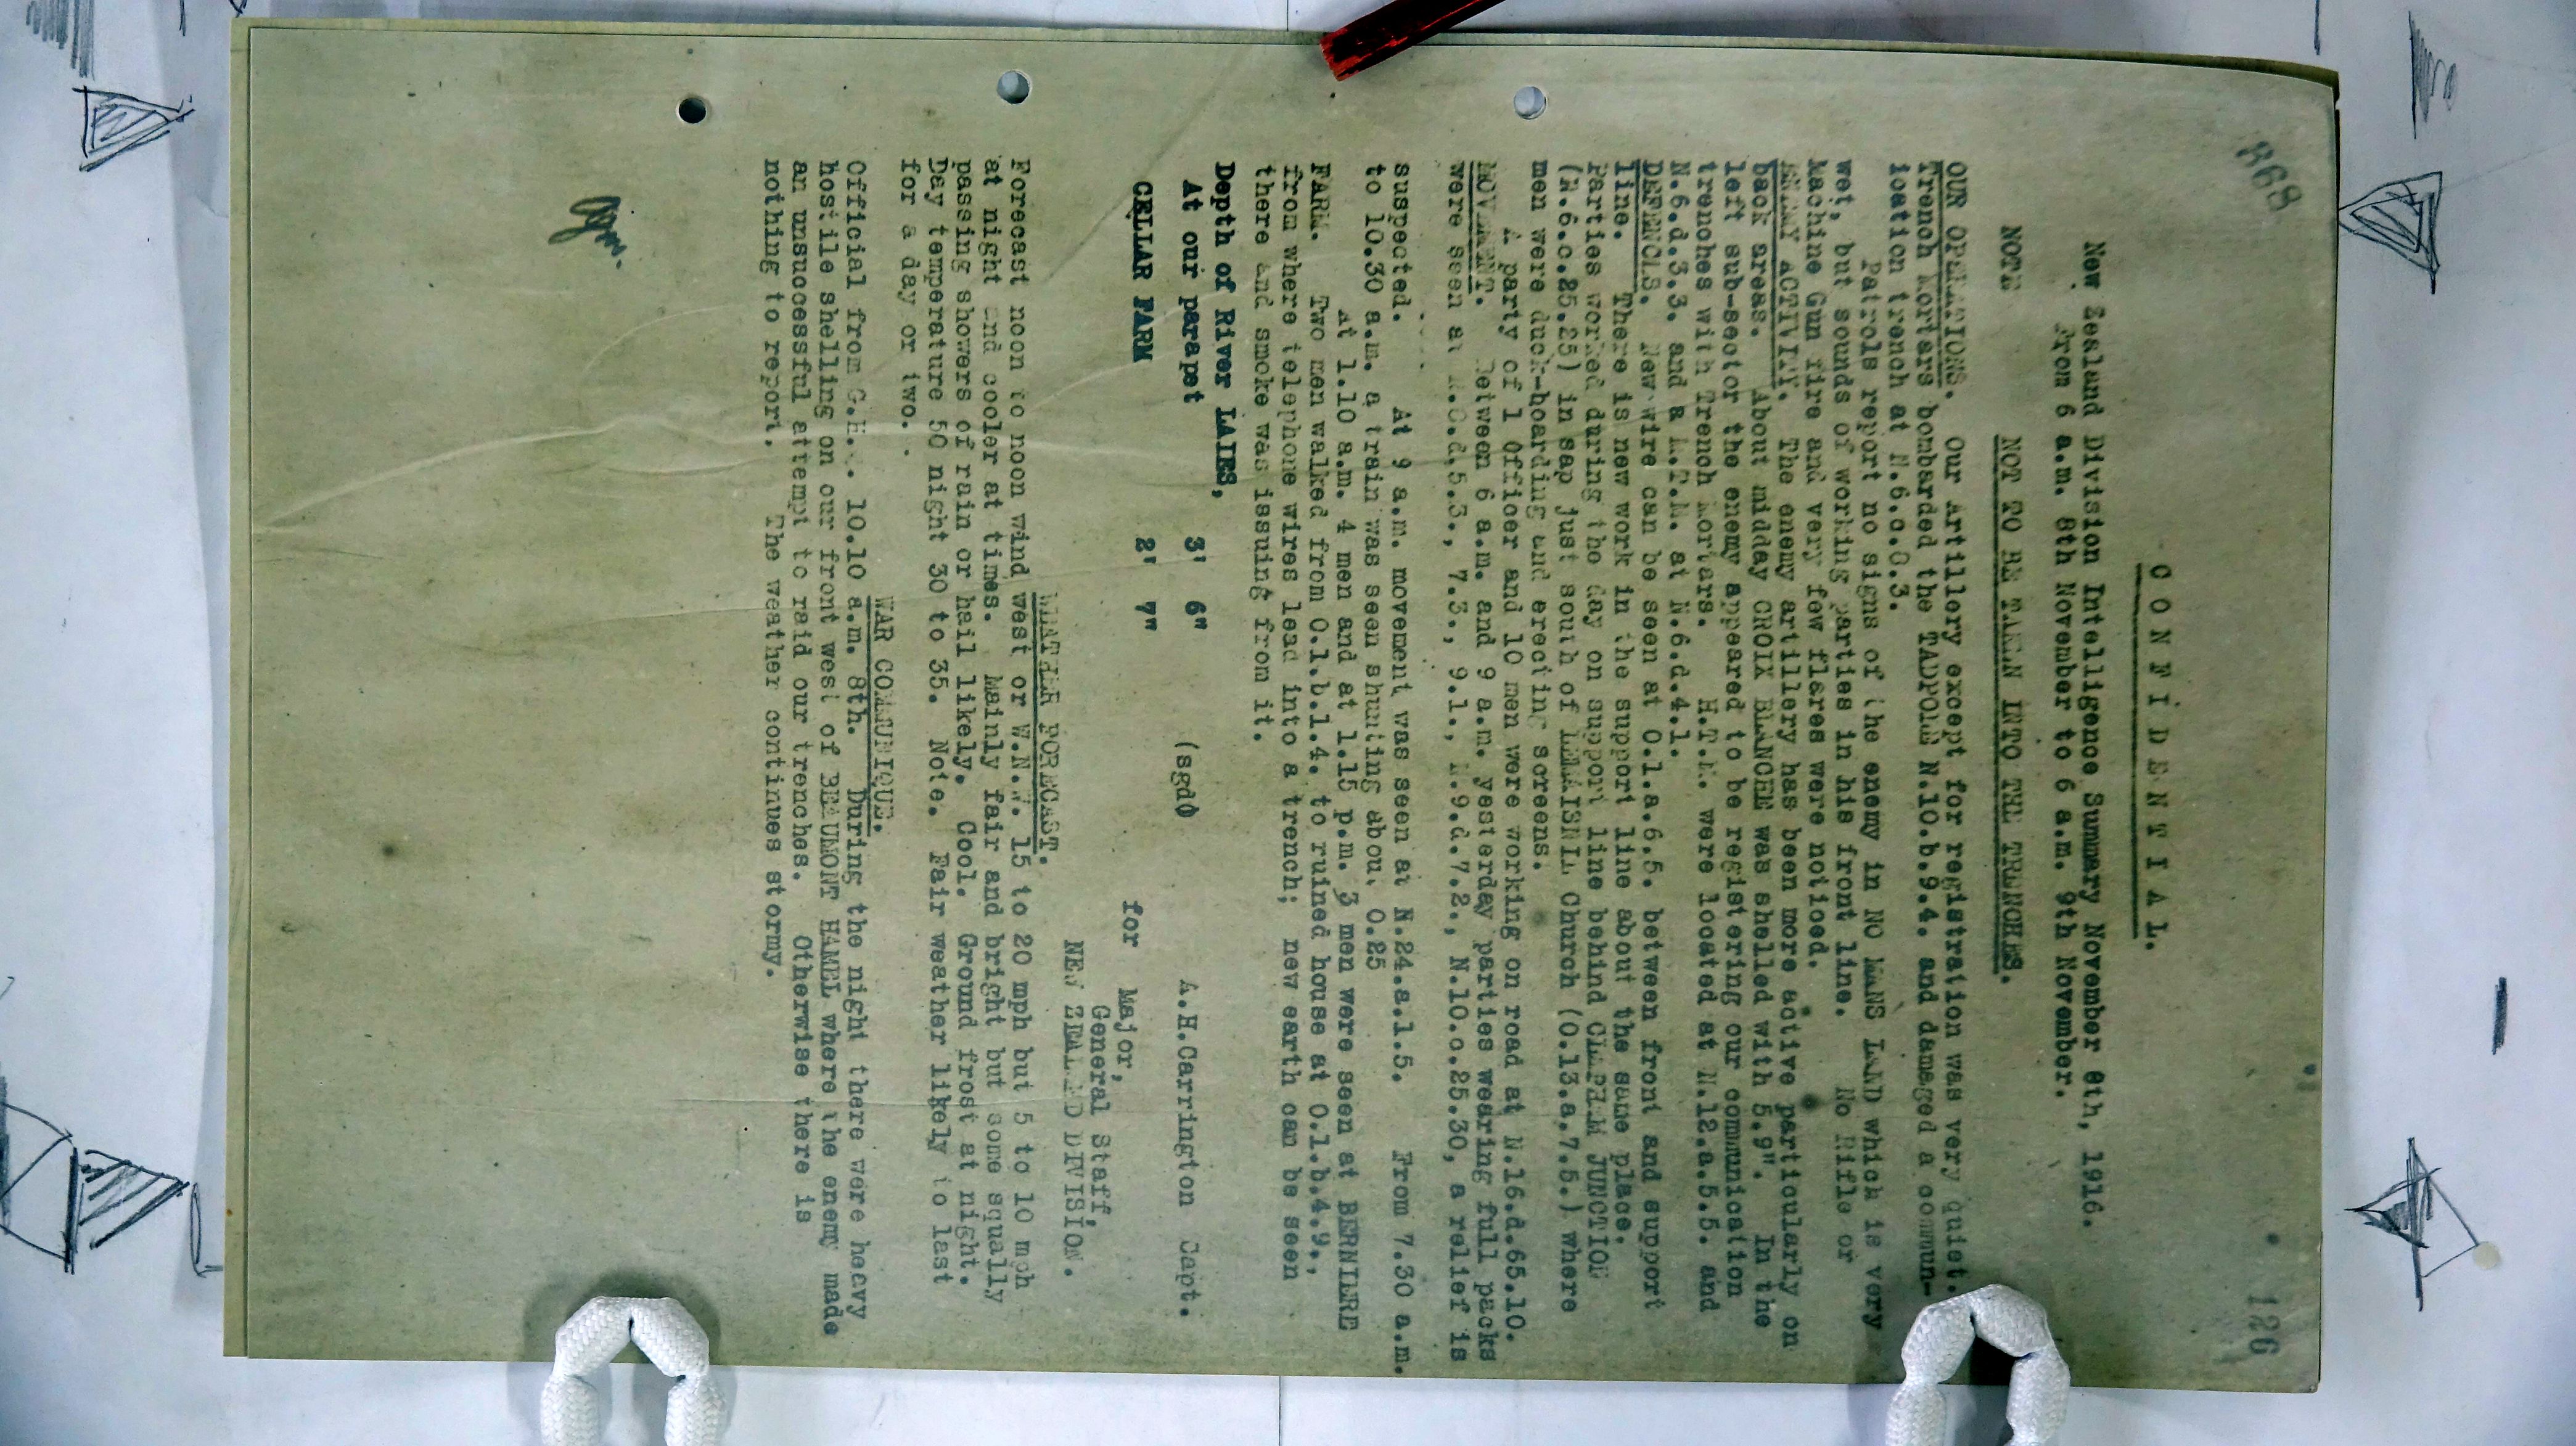 868
126
C O N F I D E N T I A L.
New Zealand Division Intelligence Summary November 8th, 1916.
From 6 a.m. 8th November to 6 a.m. 9th November.
NOTE NOT TO BE TAKEN INTO THE TRENCHES.
OUR OPERATIONS. Our Artillery except for registration was very quiet.
Trench Mortars bombarded the TADPOLE N.10.b.9.4. and damaged a commun-
ication trench at N.6.c.0.3.
Patrols report no signs of the enemy in NO MANS LAND which is very
wet, but sounds of working parties in his front line. No Rifle or
Machine Gun fire and very few flares were noticed.
ENEMY ACTIVITY. The enemy artillery has been more active particularly on
back areas. About midday CROIX BLANCHE was shelled with 5.9". In the
left sub-sector the enemy appeared to be registering our communication
trenches with Trench Mortars. H.T.M. were located at N.12.a.5.5. and
N.6.d.3.3. and a L.T.M. at N.6.d.4.1.
DEFENCES. New wire can be seen at O.1.a.6.5. between front and support
line. There is new work in the support line about the same place.
Parties worked during the day on support line behind CLAPHAM JUNCTION
(N.6.c.25.25) in sap just south of LEMAISNIL Church (O.13.a.7.5.) where
men were duck-boarding and erecting screens.
A party of 1 Officer and 10 men were working on road at N.16.d.65.10.
MOVEMENT. Between 6 a.m. and 9 a.m. yesterday parties wearing full packs
were seen at 7.3., 9.1., N.9.d.7.2., N.10.c.25.30, a relief is
suspected. At 9 a.m. movement was seen at N.24.a.1.5. From 7.30 a.m.
to 10.30 a.m. a train was seen shunting about O.25
At 1.10 a.m. 4 men and at 1.15 p.m. 3 men were seen at BERNIERE
FARM. Two men walked from O.1.b.1.4. to ruined house at O.1.b.4.9.,
from where telephone wires lead into a trench; new earth can be seen
there and smoke was issuing from it.
Depth of River LAIES,
At our parapet 3' 6" (sgd) A.H.Carrington Capt.
CELLAR FARM 2' 7"
for Major,
General Staff,
NEW ZEALAND DIVISION.
WEATHER FORECAST.
Forecast noon to noon wind west or W.N.W. 15 to 20 mph but 5 to 10 mph
at night and cooler at times. Mainly fair and bright but some squally
passing showers of rain or hail likely. Cool. Ground frost at night.
Day temperature 50 night 30 to 35. Note. Fair weather likely to last
for a day or two.
WAR COMMUNIQUE.
Official from G.H.Q. 10.10 a.m. 8th. During the night there were heavy
hostile shelling on our front west of BEAUMONT HAMEL where the enemy made
an unsuccessful attempt to raid our trenches. Otherwise there is
nothing to report. The weather continues stormy.